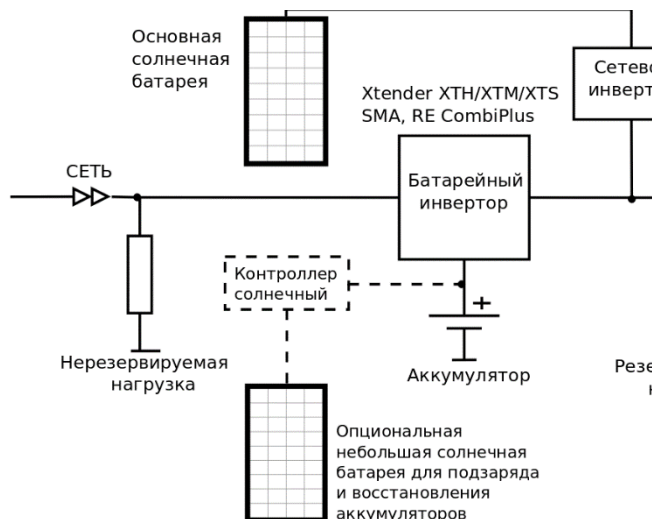 Основная
солнечная
батарея
Xtender XTH/XTM/XTS
SMA, RE CombiPlus
СЕТЬ
Батарейный
инвертор
Контроллер
солнечный
+
Нерезервируемая
нагрузка
Аккумулятор
Опциональная
небольшая солнечная
батарея для подзаряда
и восстановления
аккумуляторов